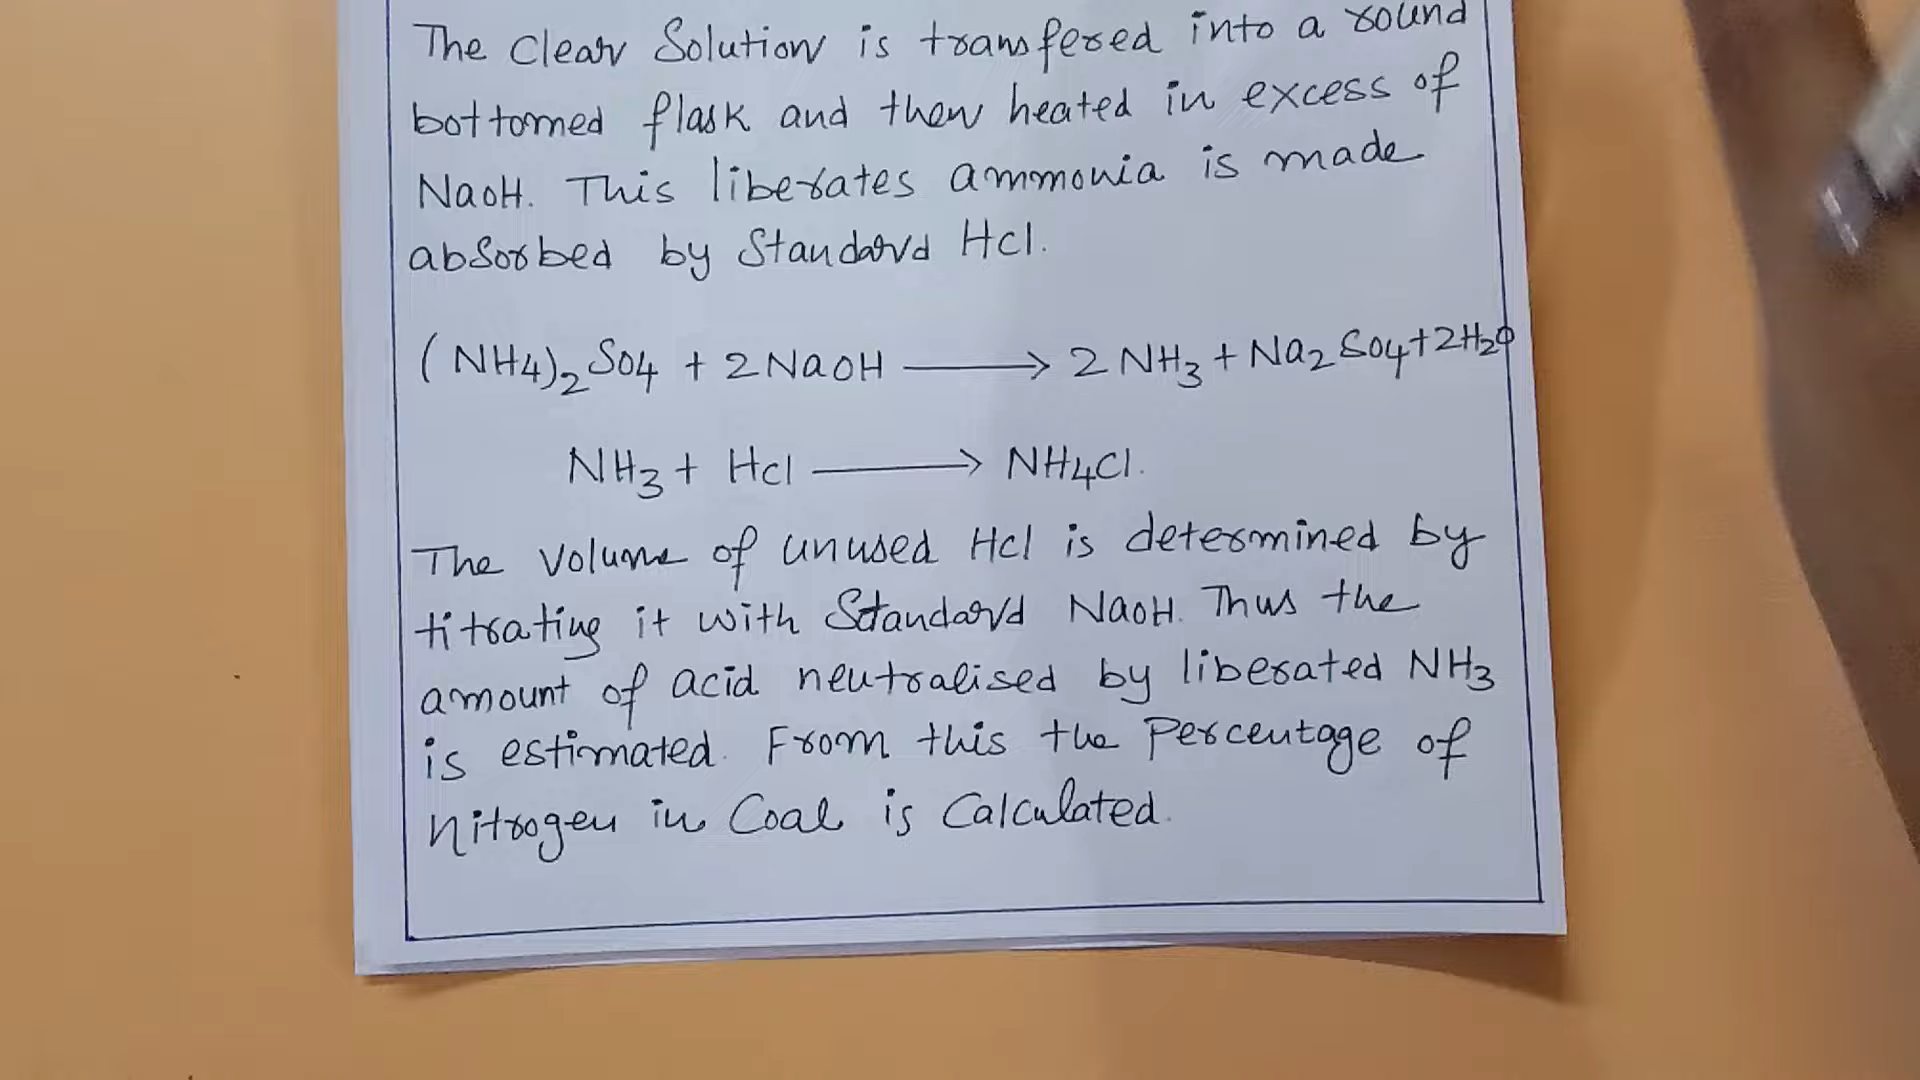 The Clear Solution is transfered into a round
bottomed flask and then heated in excess of
NaOH. This liberates ammonia is made
absorbed by Standard Hcl.
(NH4)2 SO4 + 2NaOH ⟶ 2NH3 + Na2SO4+2H2O
NH3 + Hcl ⟶ NH4Cl.
The Volume of unused Hcl is determined by
titrating it with Standard NaOH. Thus the
amount of acid neutralised by liberated NH3
is estimated. From this the Percentage of
nitrogen in Coal is Calculated.